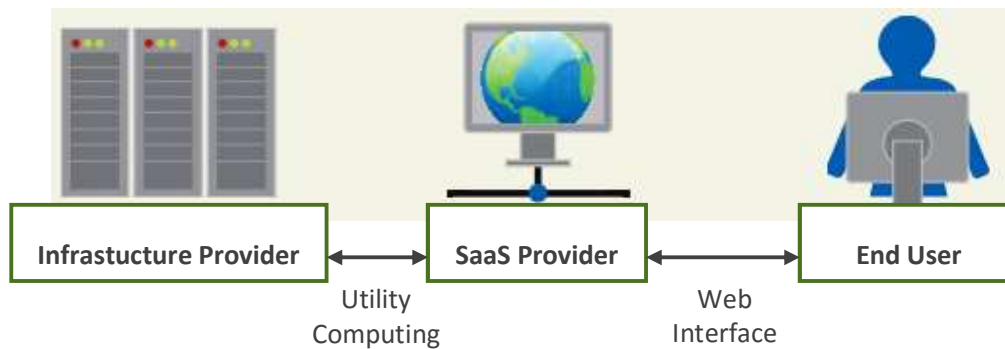 Infrastucture Provider
SaaS Provider
End User
Utility
Computing
Web
Interface